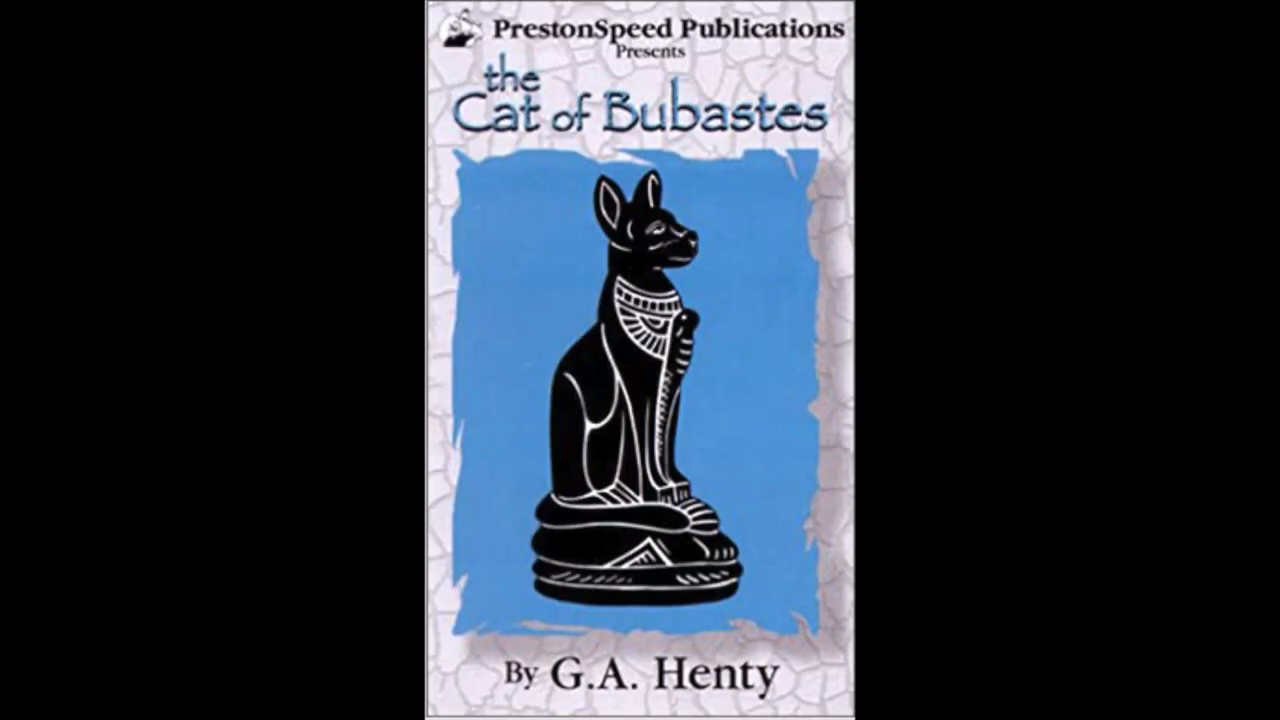 PrestonSpeed Publications
Presents
the
Cat of Bubastes
By G.A. Henty